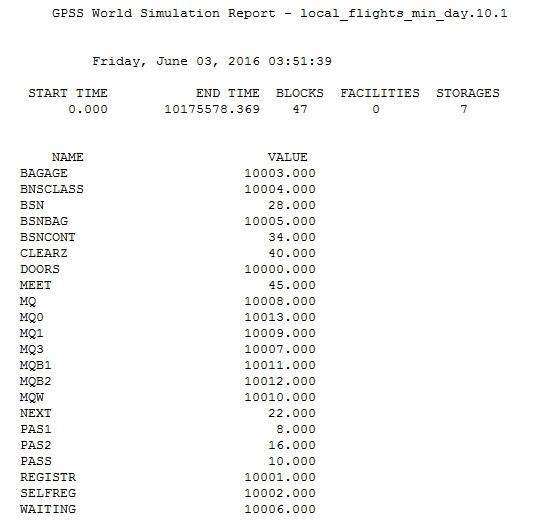 GPSS World Simulation Report - local_flights_min_day.10.1
Friday, June 03, 2016 03:51:39
START TIME END TIME BLOCKS FACILITIES STORAGES
0.000 10175578.369 47 0 7
NAME VALUE
BAGAGE 10003.000
BNSCLASS 10004.000
BSN 28.000
BSNBAG 10005.000
BSNCONT 34.000
CLEARZ 40.000
DOORS 10000.000
MEET 45.000
MQ 10008.000
MQ0 10013.000
MQ1 10009.000
MQ3 10007.000
MQB1 10011.000
MQB2 10012.000
MQW 10010.000
NEXT 22.000
PAS1 8.000
PAS2 16.000
PASS 10.000
REGISTR 10001.000
SELFREG 10002.000
WAITING 10006.000